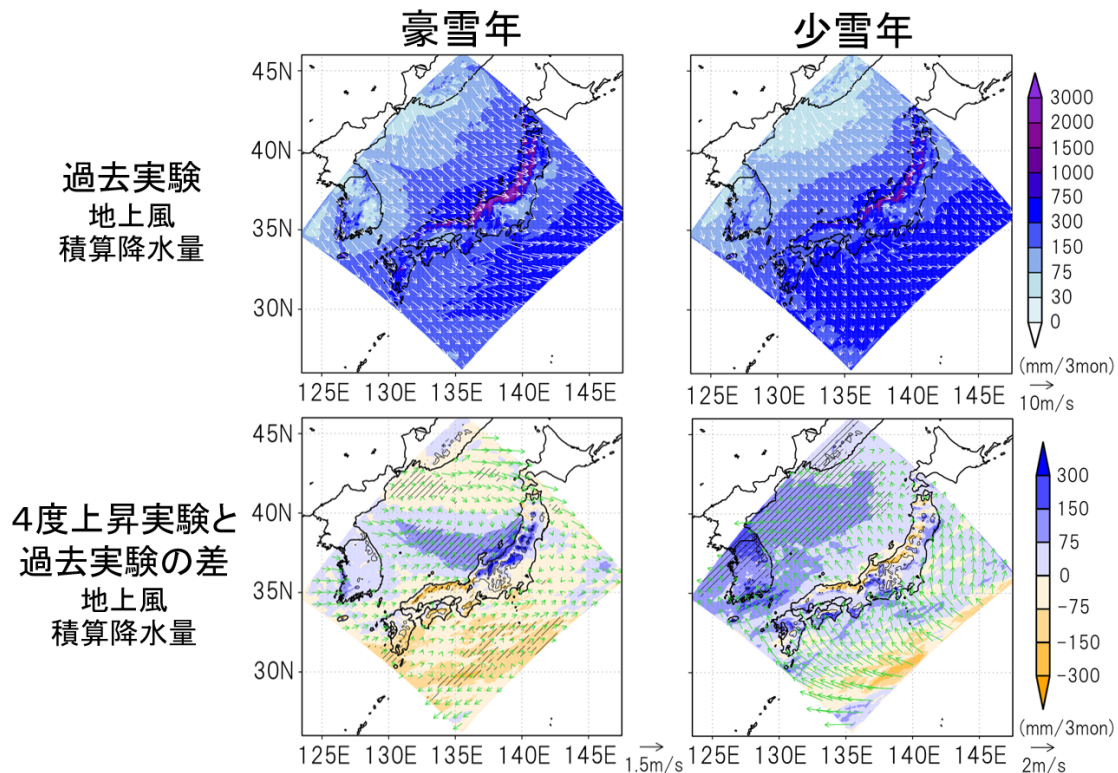 豪雪年
少雪年
過去実験
地上風
積算降水量
45N
40N
35N
30N
125E 130E 135E 140E 145E
125E 130E 135E 140E 145E
3000
2000
1500
1000
750
300
150
75
30
0
(mm/3mon)
10m/s
4度上昇実験と
過去実験の差
地上風
積算降水量
45N
40N
35N
30N
125E 130E 135E 140E 145E
1.5m/s
125E 130E 135E 140E 145E
300
150
75
0
-75
-150
-300
(mm/3mon)
2m/s